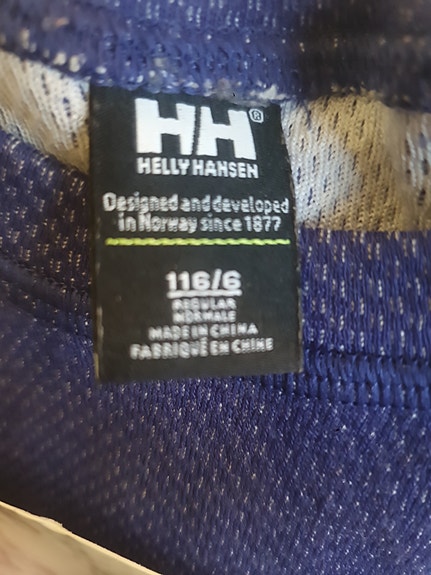 HH®
HELLY HANSEN
Designed and developed
in Norway since 1877
116/6
REGULAR
NORMALE
MADE IN CHINA
FABRIQUÉ EN CHINE